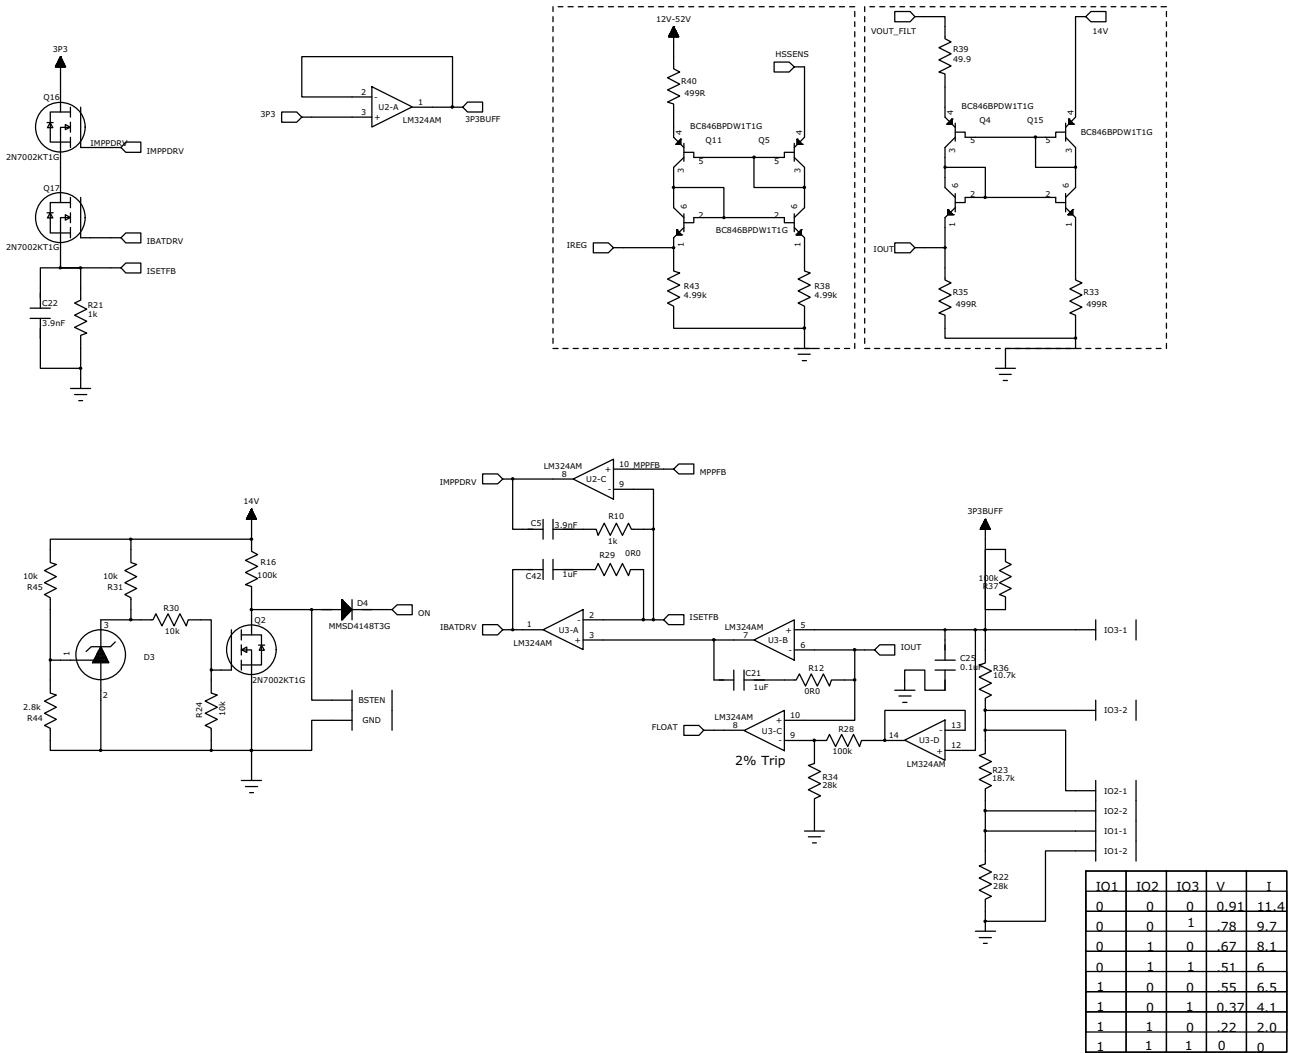 3P3
Q16
IMPPDRV
IMPPDRV
2N7002KT1G
Q17
IBATDRV
2N7002KT1G
ISETFB
C22
3.9nF
R21
1k
2
-
U2-A
1
3P3
3
+
LM324AM
3P3BUFF
12V-52V
HSSENS
R40
499R
BC846BPDW1T1G
4
4
Q11
Q5
5
5
3
3
6
6
2
2
BC846BPDW1T1G
1
1
IREG
R43
4.99k
R38
4.99k
VOUT_FILT
14V
R39
49.9
BC846BPDW1T1G
4
4
Q4
Q15
BC846BPDW1T1G
5
5
3
3
6
6
2
2
1
1
IOUT
R35
499R
R33
499R
14V
10k
R45
10k
R31
R16
100k
R30
10k
D4
MMSD4148T3G
ON
3
1
2
D3
Q2
2N7002KT1G
2.8k
R44
R24
10k
BSTEN
GND
LM324AM
IMPPDRV
8
U2-C
+
10
MPPFB
MPPFB
-
9
C5
3.9nF
R10
1k
R29
0R0
C42
1uF
IBATDRV
1
U3-A
-
2
ISETFB
+
3
LM324AM
LM324AM
7
U3-B
+
5
-
6
IOUT
C21
1uF
R12
0R0
FLOAT
LM324AM
8
U3-C
+
10
-
9
2% Trip
R28
100k
14
U3-D
-
13
+
12
LM324AM
R34
28k
C25
0.1uF
3P3BUFF
100k
R37
IO3-1
R36
10.7k
IO3-2
R23
18.7k
IO2-1
IO2-2
IO1-1
IO1-2
R22
28k
IO1 IO2 IO3 V I
0 0 0 0.91 11.4
0 0 1 .78 9.7
0 1 0 .67 8.1
0 1 1 .51 6
1 0 0 .55 6.5
1 0 1 0.37 4.1
1 1 0 .22 2.0
1 1 1 0 0